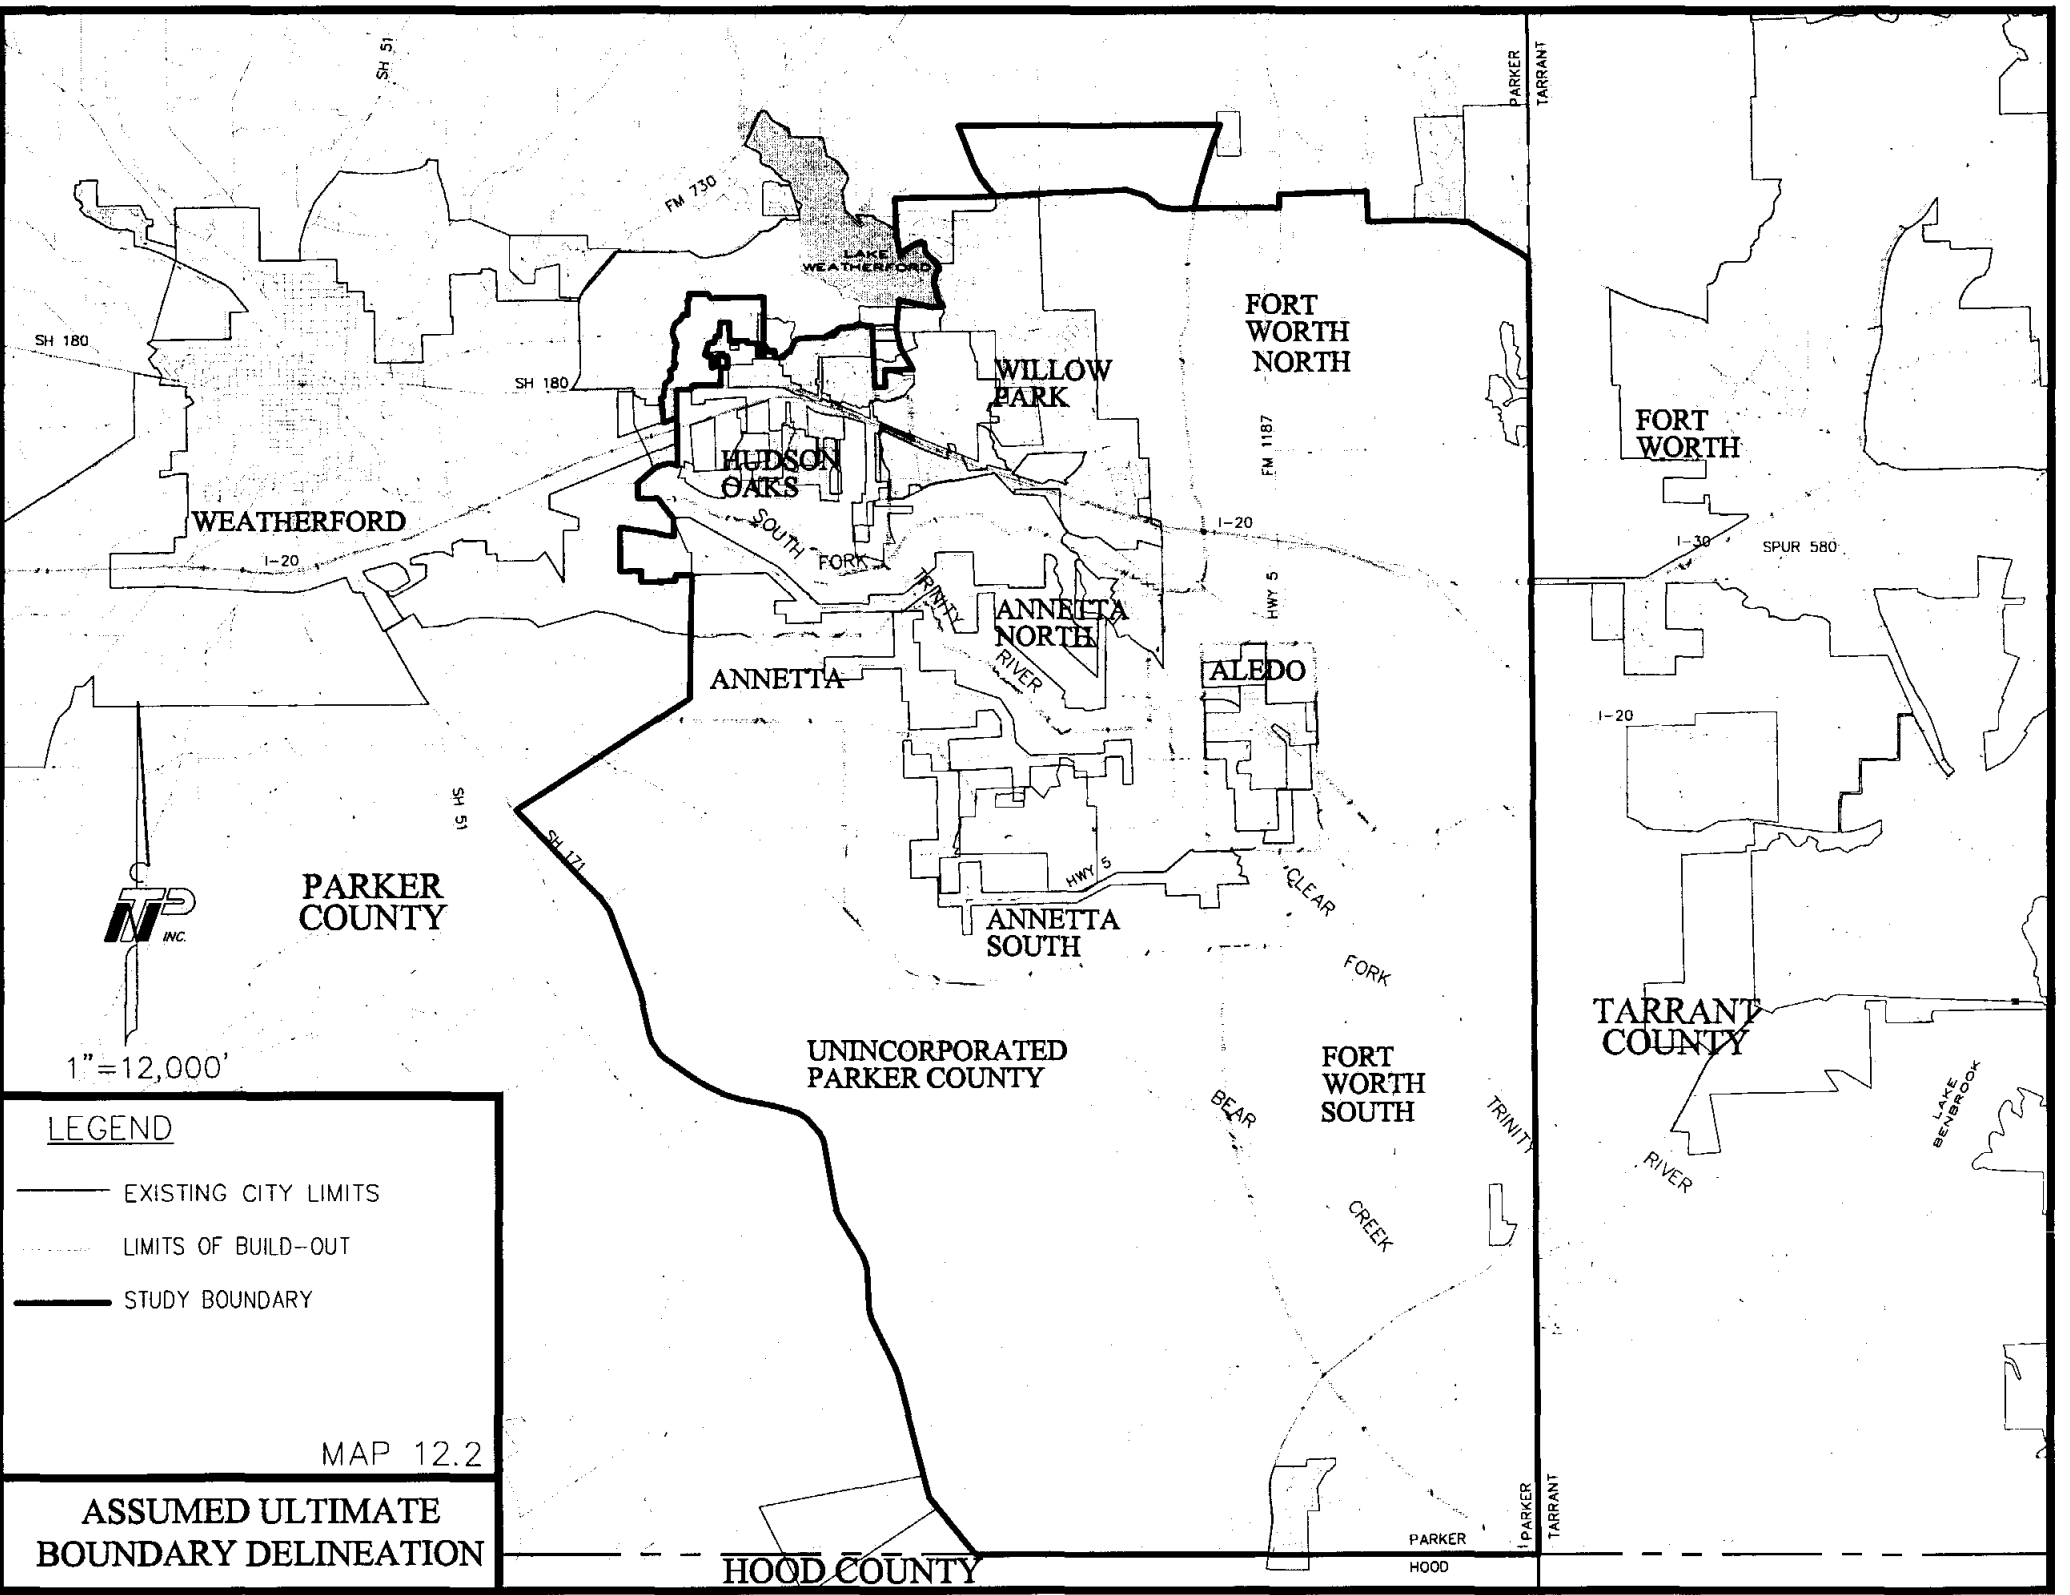 SH 51
PARKER
TARRANT
FM 730
LAKE
WEATHERFORD
SH 180
SH 180
FORT
WORTH
NORTH
WILLOW
PARK
FM 1187
FORT
WORTH
HUDSON
OAKS
WEATHERFORD
I-20
SOUTH
FORK
TRINITY
RIVER
I-20
I-30
SPUR 580
HWY 5
ANNETTA
NORTH
ANNETTA
ALEDO
I-20
SH 51
SH 171
PARKER
COUNTY
TNP
INC.
HWY 5
CLEAR
FORK
ANNETTA
SOUTH
TARRANT
COUNTY
1"=12,000'
UNINCORPORATED
PARKER COUNTY
FORT
WORTH
SOUTH
BEAR
CREEK
TRINITY
RIVER
LAKE
BENBROOK
LEGEND
EXISTING CITY LIMITS
LIMITS OF BUILD-OUT
STUDY BOUNDARY
MAP 12.2
ASSUMED ULTIMATE
BOUNDARY DELINEATION
HOOD COUNTY
PARKER
HOOD
PARKER
TARRANT